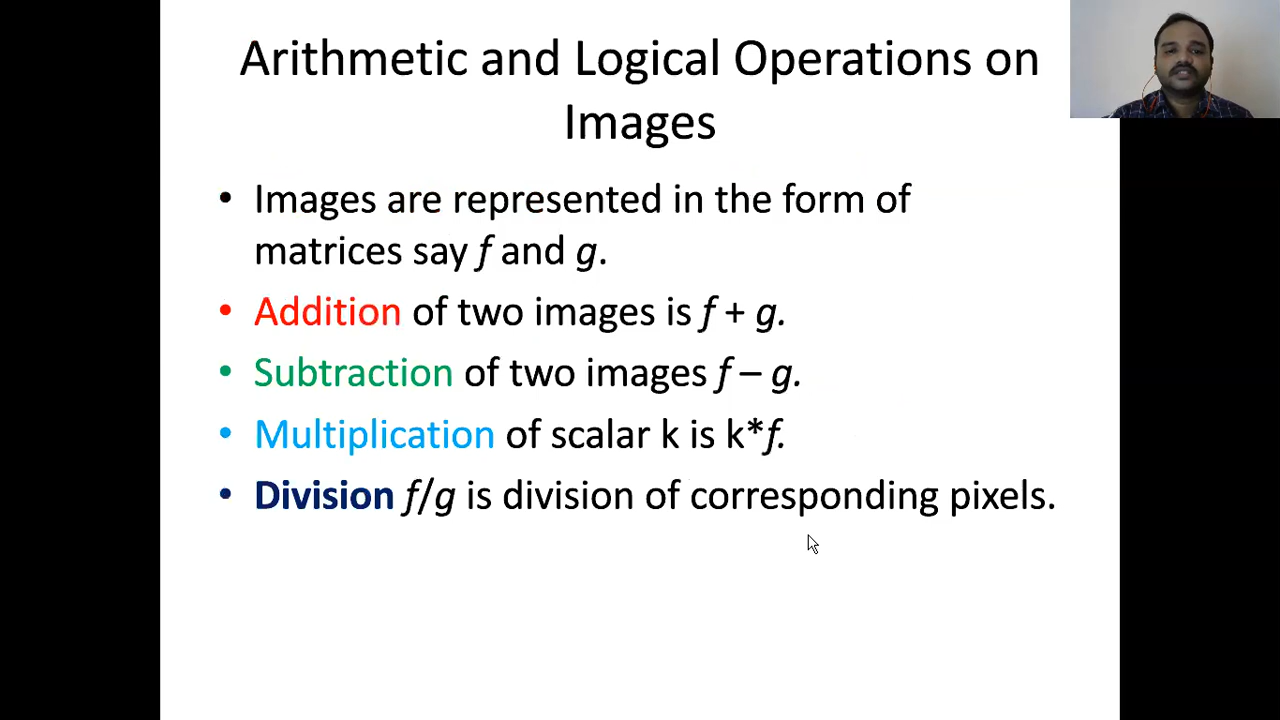 Arithmetic and Logical Operations on
Images
• Images are represented in the form of
matrices say f and g.
• Addition of two images is f + g.
• Subtraction of two images f – g.
• Multiplication of scalar k is k*f.
• Division f/g is division of corresponding pixels.